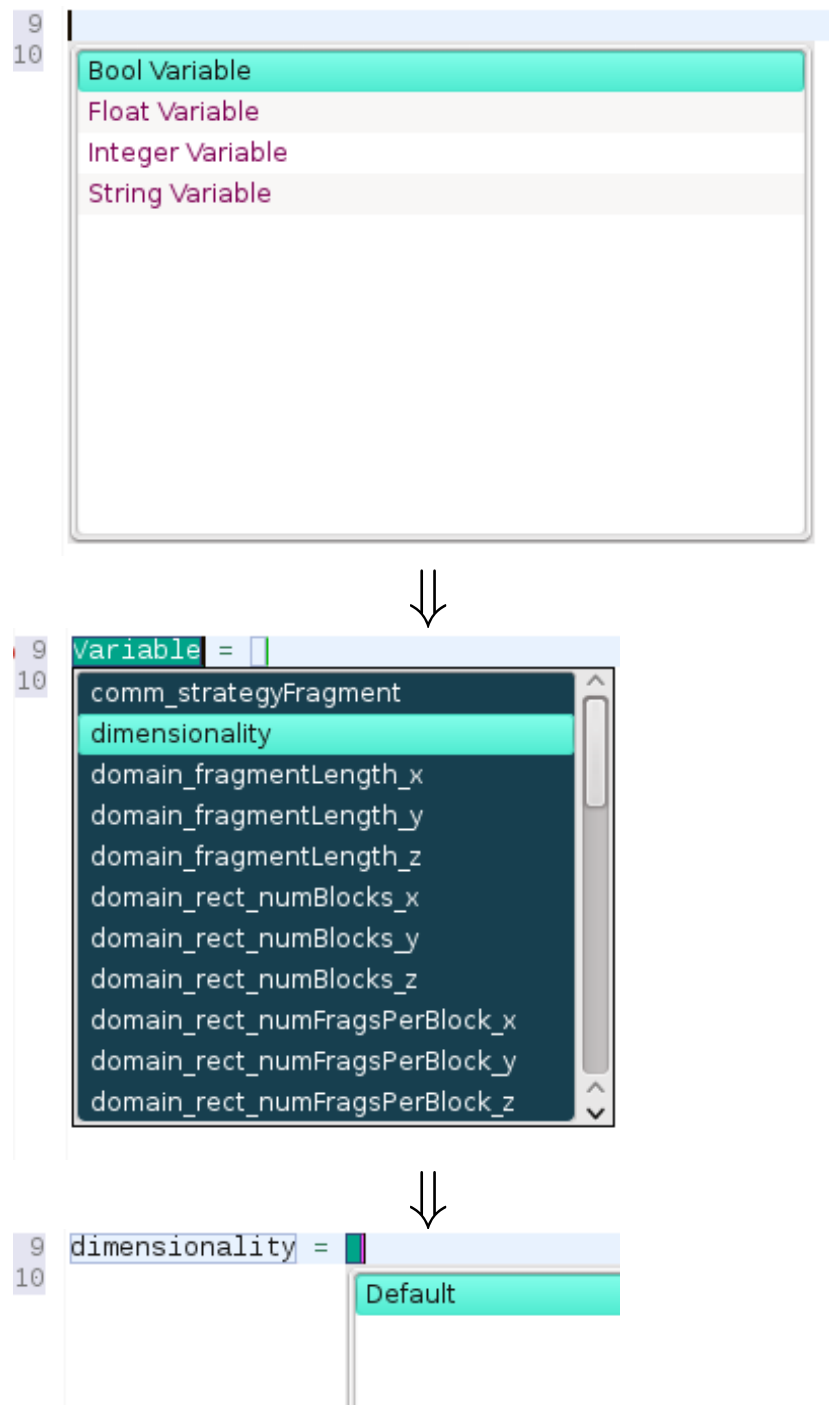 9
10
Bool Variable
Float Variable
Integer Variable
String Variable
⇓
9 Variable =
10
comm_strategyFragment
dimensionality
domain_fragmentLength_x
domain_fragmentLength_y
domain_fragmentLength_z
domain_rect_numBlocks_x
domain_rect_numBlocks_y
domain_rect_numBlocks_z
domain_rect_numFragsPerBlock_x
domain_rect_numFragsPerBlock_y
domain_rect_numFragsPerBlock_z
⇓
9 dimensionality =
10
Default